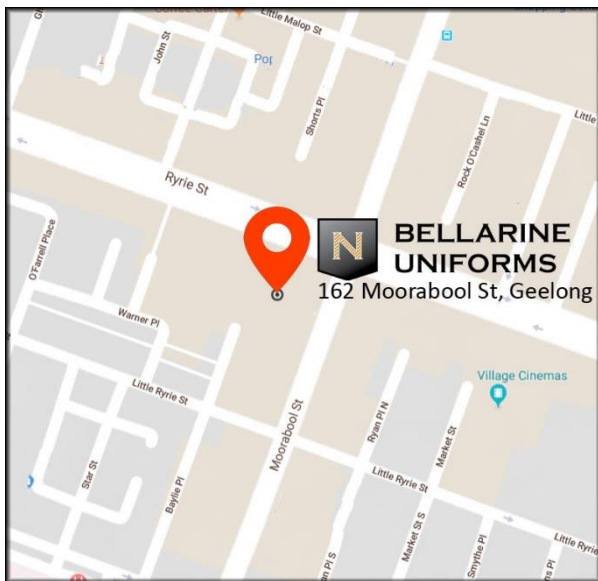 Little Malop St
John St
Shorts Pl
Little
Rock O'Cashel Ln
Ryrie St
O'Farrell Place
N
BELLARINE
UNIFORMS
162 Moorabool St, Geelong
Warner Pl
Village Cinemas
Little Ryrie St
Moorabool St
Ryan Pl N
Market St
Star St
Baylie Pl
Little Ryrie St
Little Ryrie
Market St S
Smythe Pl